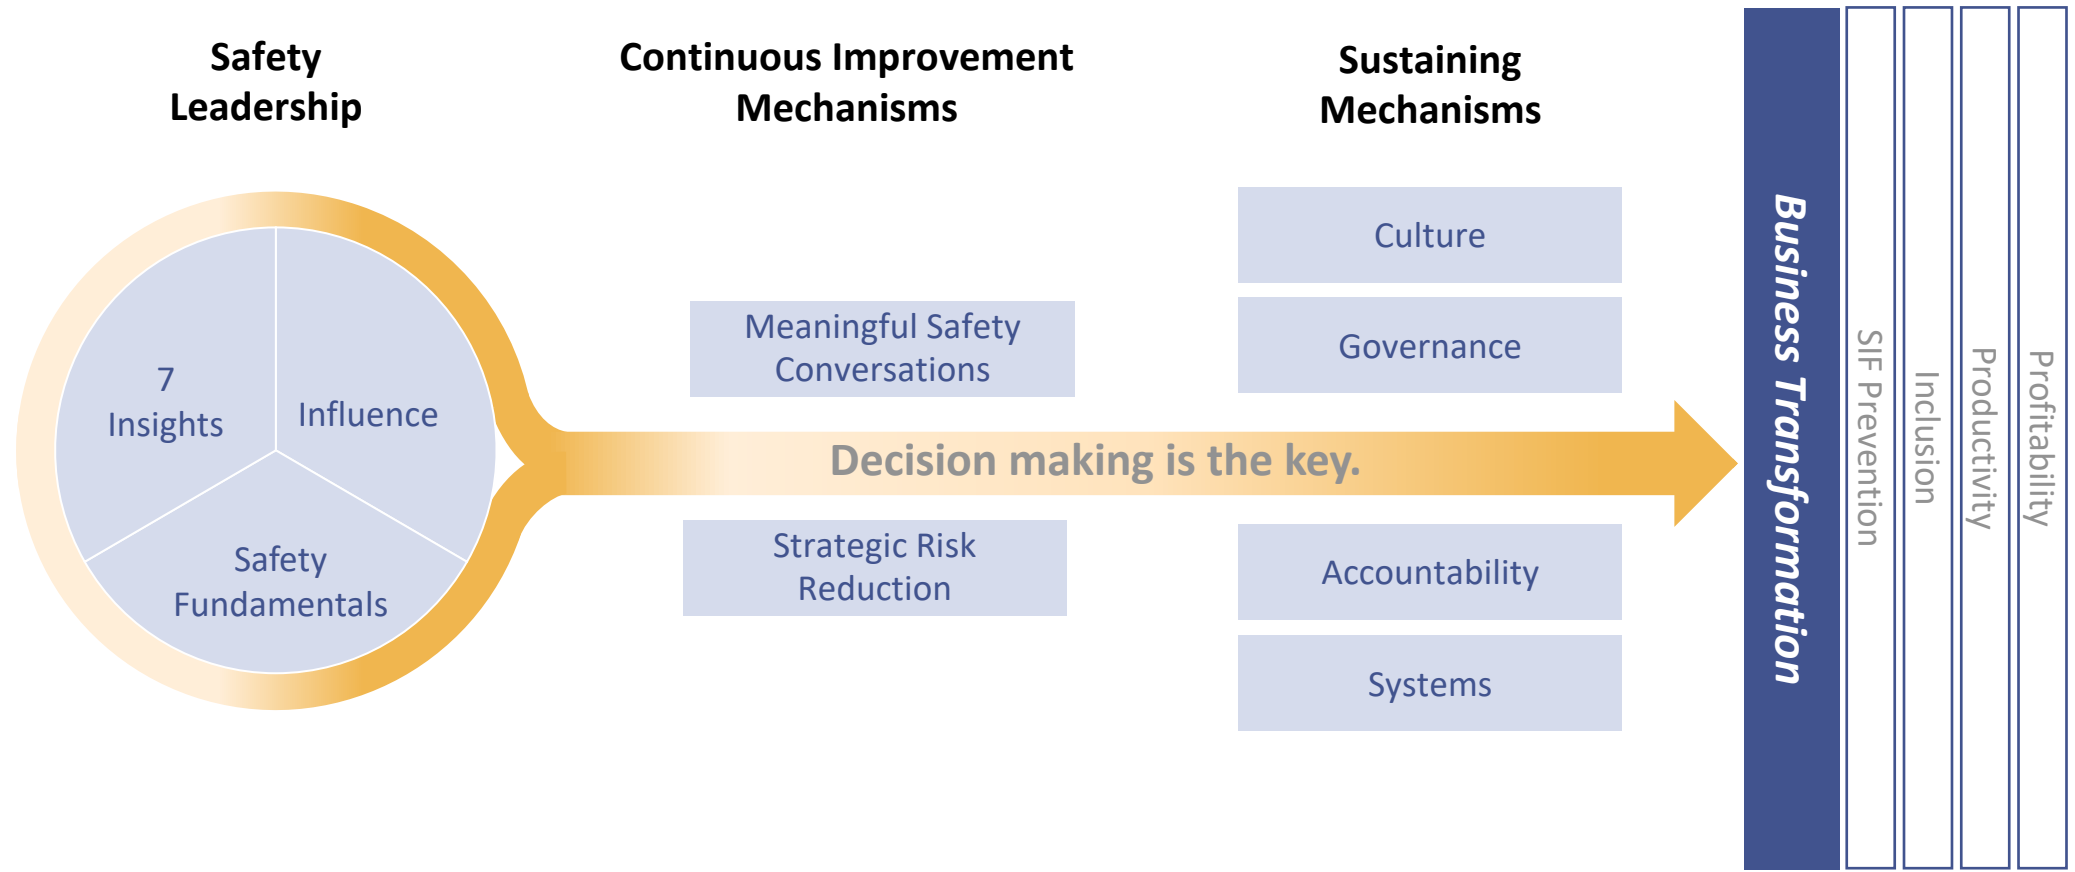 Safety
Leadership
Continuous Improvement
Mechanisms
Sustaining
Mechanisms
7
Insights
Influence
Safety
Fundamentals
Meaningful Safety
Conversations
Decision making is the key.
Strategic Risk
Reduction
Culture
Governance
Accountability
Systems
Business Transformation
SIF Prevention
Inclusion
Productivity
Profitability